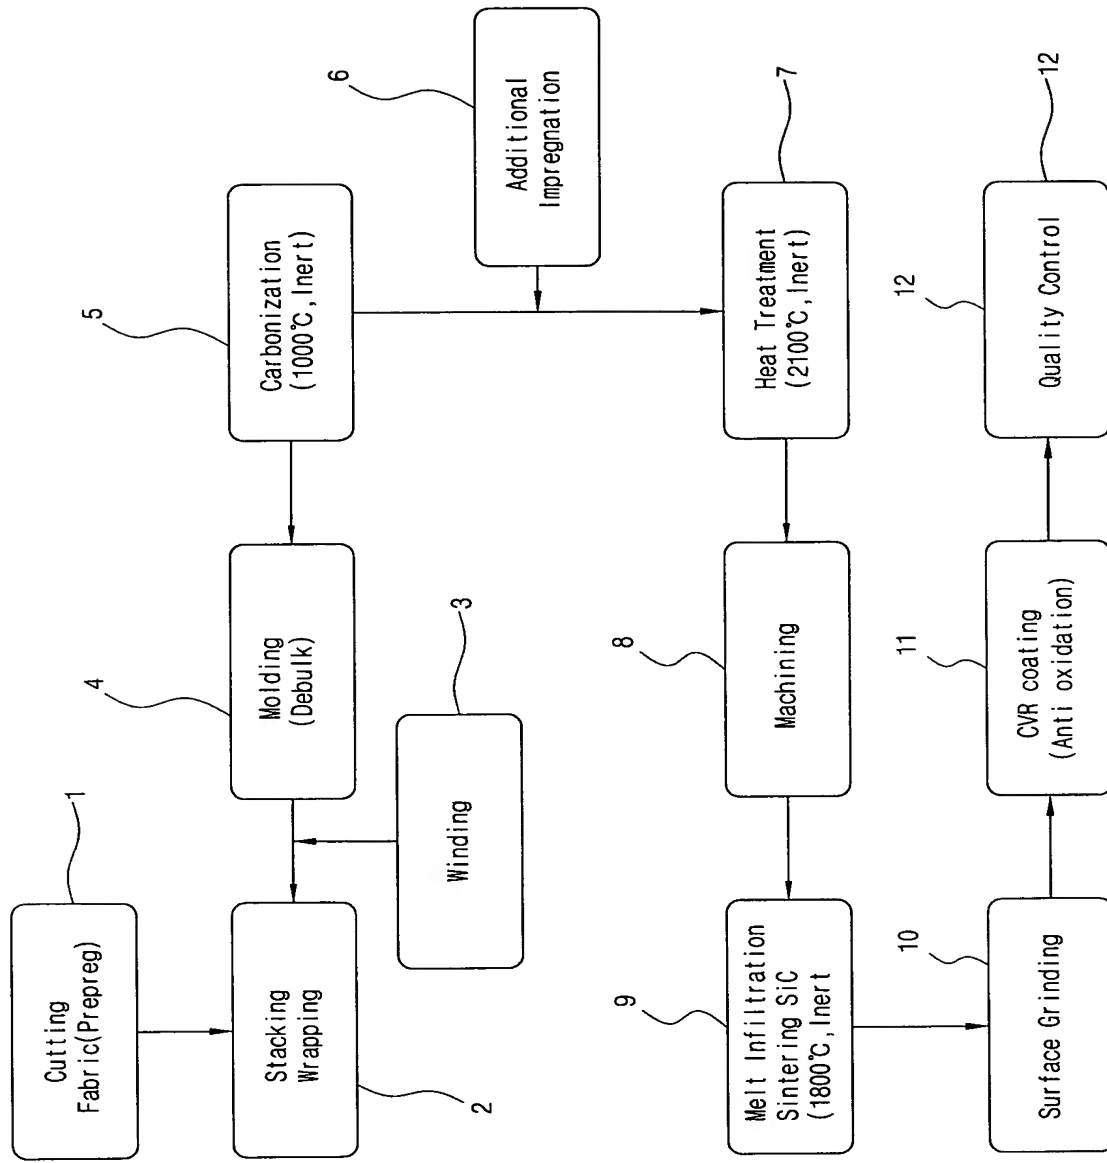 1
Cutting
Fabric(Prepreg)
2
Stacking
Wrapping
3
Winding
4
Molding
(Debulk)
5
Carbonization
(1000℃,Inert)
6
Additional
Impregnation
7
Heat Treatment
(2100℃,Inert)
8
Machining
9
Melt Infiltration
Sintering SiC
(1800℃,Inert
10
Surface Grinding
11
CVR coating
(Anti oxidation)
12
Quality Control
12